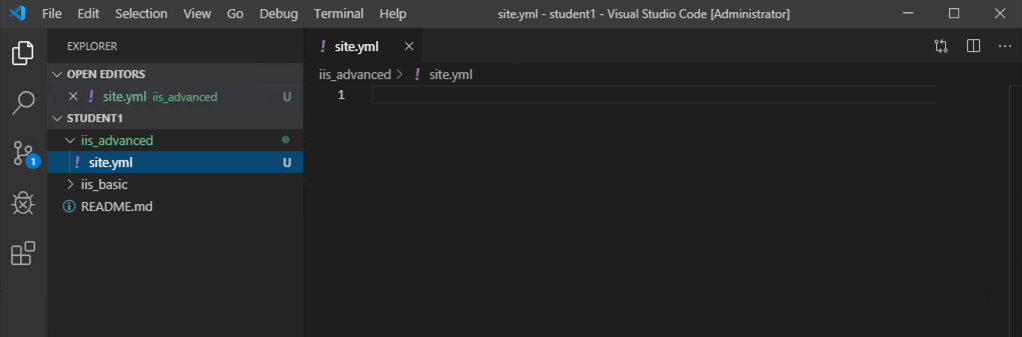 File Edit Selection View Go Debug Terminal Help site.yml - student1 - Visual Studio Code [Administrator]
EXPLORER
OPEN EDITORS
site.yml iis_advanced U
STUDENT1
iis_advanced
site.yml U
iis_basic
README.md
1
! site.yml
iis_advanced > ! site.yml
1